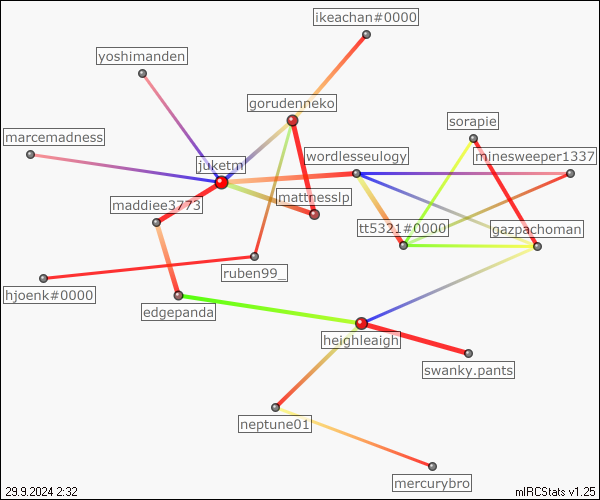 ikeachan#0000
yoshimanden
gorudenneko
sorapie
marcemadness
juketm
wordlesseulogy
minesweeper1337
mattnesslp
maddiee3773
tt5321#0000
gazpachoman
ruben99_
hjoenk#0000
edgepanda
heighleaigh
swanky.pants
neptune01
mercurybro
29.9.2024 2:32
mIRCStats v1.25